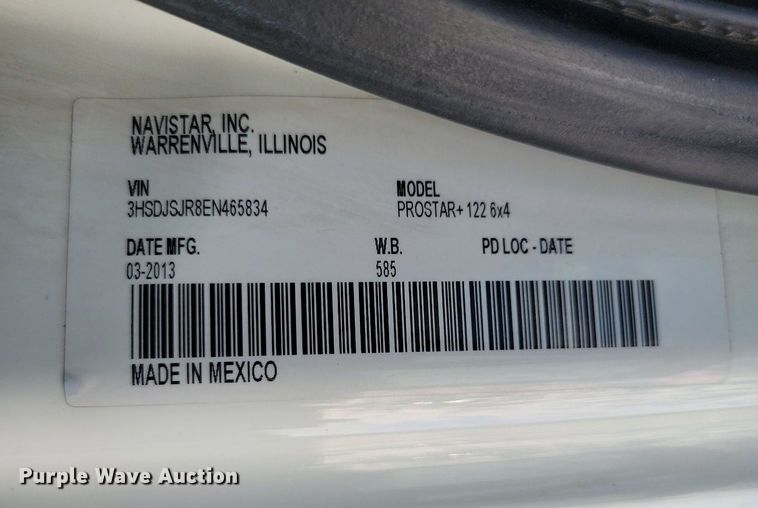 NAVISTAR, INC.
WARRENVILLE, ILLINOIS
VIN MODEL
3HSDJSJR8EN465834 PROSTAR+ 122 6x4
DATE MFG. W.B. PD LOC - DATE
03-2013 585
MADE IN MEXICO
Purple Wave Auction